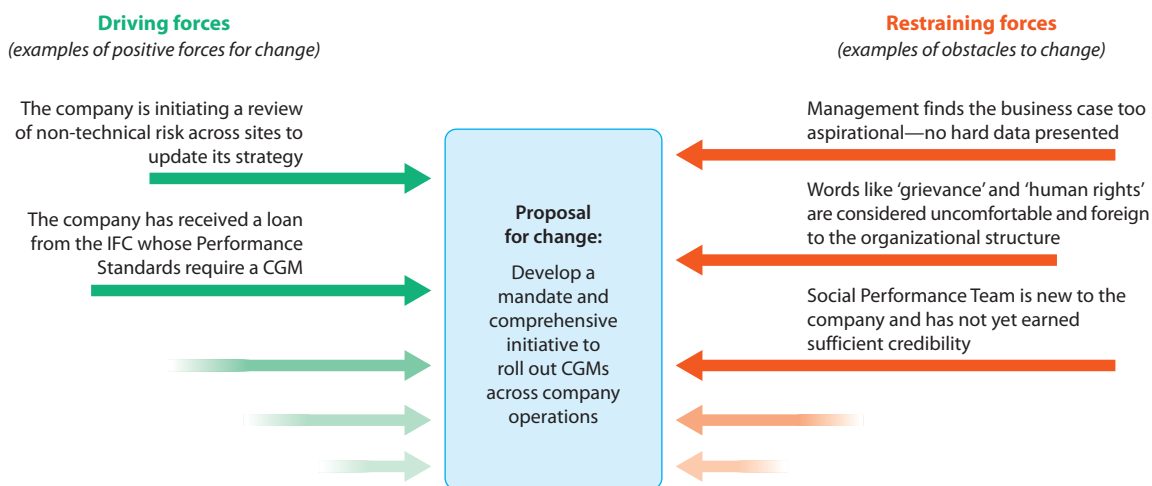 Driving forces
(examples of positive forces for change)
The company is initiating a review
of non-technical risk across sites to
update its strategy
The company has received a loan
from the IFC whose Performance
Standards require a CGM
Proposal
for change:
Develop a
mandate and
comprehensive
initiative to
roll out CGMs
across company
operations
Restraining forces
(examples of obstacles to change)
Management finds the business case too
aspirational—no hard data presented
Words like ‘grievance’ and ‘human rights’
are considered uncomfortable and foreign
to the organizational structure
Social Performance Team is new to the
company and has not yet earned
sufficient credibility